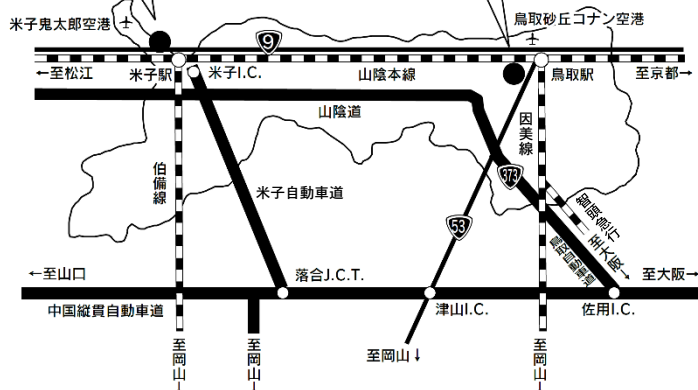 米子鬼太郎空港
鳥取砂丘コナン空港
9
←至松江
米子駅
米子I.C.
山陰本線
鳥取駅
至京都→
山陰道
因美線
伯備線
米子自動車道
373
智頭急行
至大阪→
53
鳥取自動車道
←至山口
落合J.C.T.
至大阪→
中国縦貫自動車道
津山I.C.
佐用I.C.
至岡山→
至岡山→
至岡山↓
至岡山→